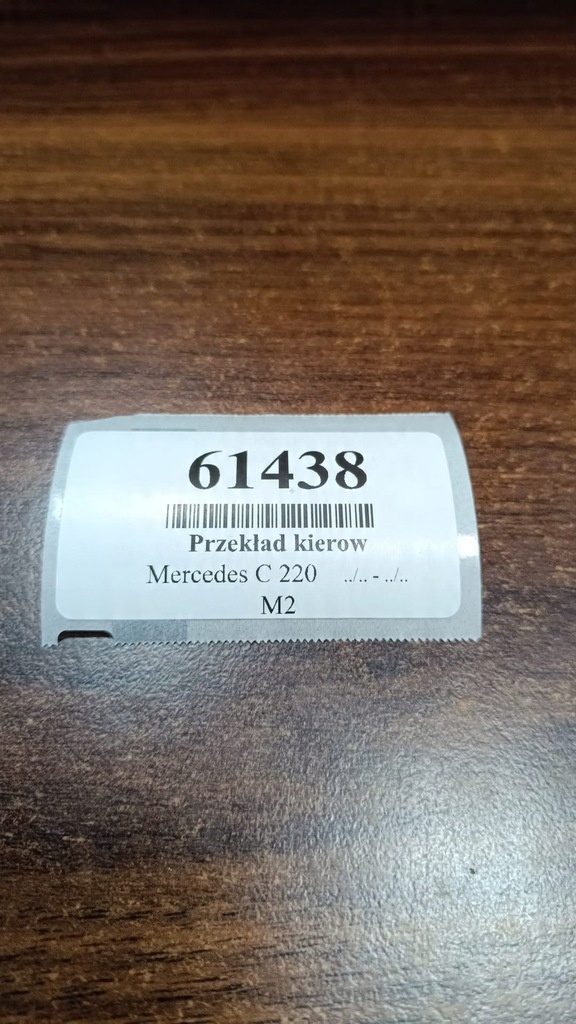 61438
Przekład kierow
Mercedes C 220 ../.. - ../..
M2